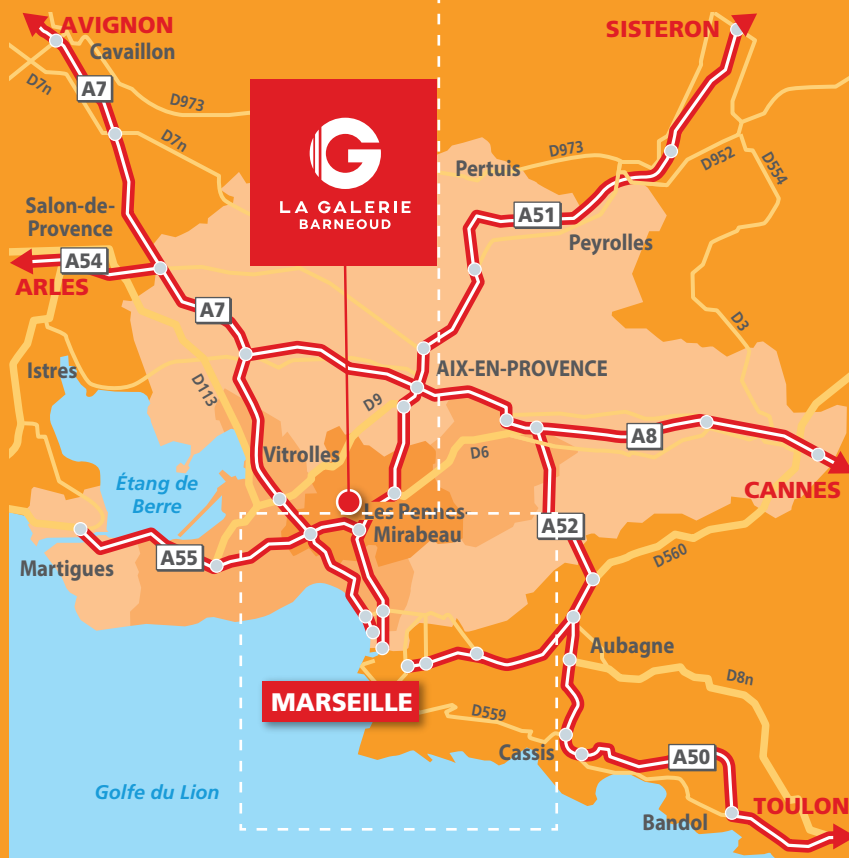 AVIGNON
Cavaillon
SISTERON
D7n
A7
D973
D7n
G
LA GALERIE
BARNEOUD
Pertuis
D973
D952
D554
Salon-de-
Provence
A51
Peyrolles
A54
ARLES
A7
D3
Istres
D113
AIX-EN-PROVENCE
D9
A8
Vitrolles
D6
CANNES
Étang de
Berre
Les Pennes-
Mirabeau
A52
Martigues
A55
D560
Aubagne
D8n
MARSEILLE
D559
Cassis
A50
Golfe du Lion
Bandol
TOULON